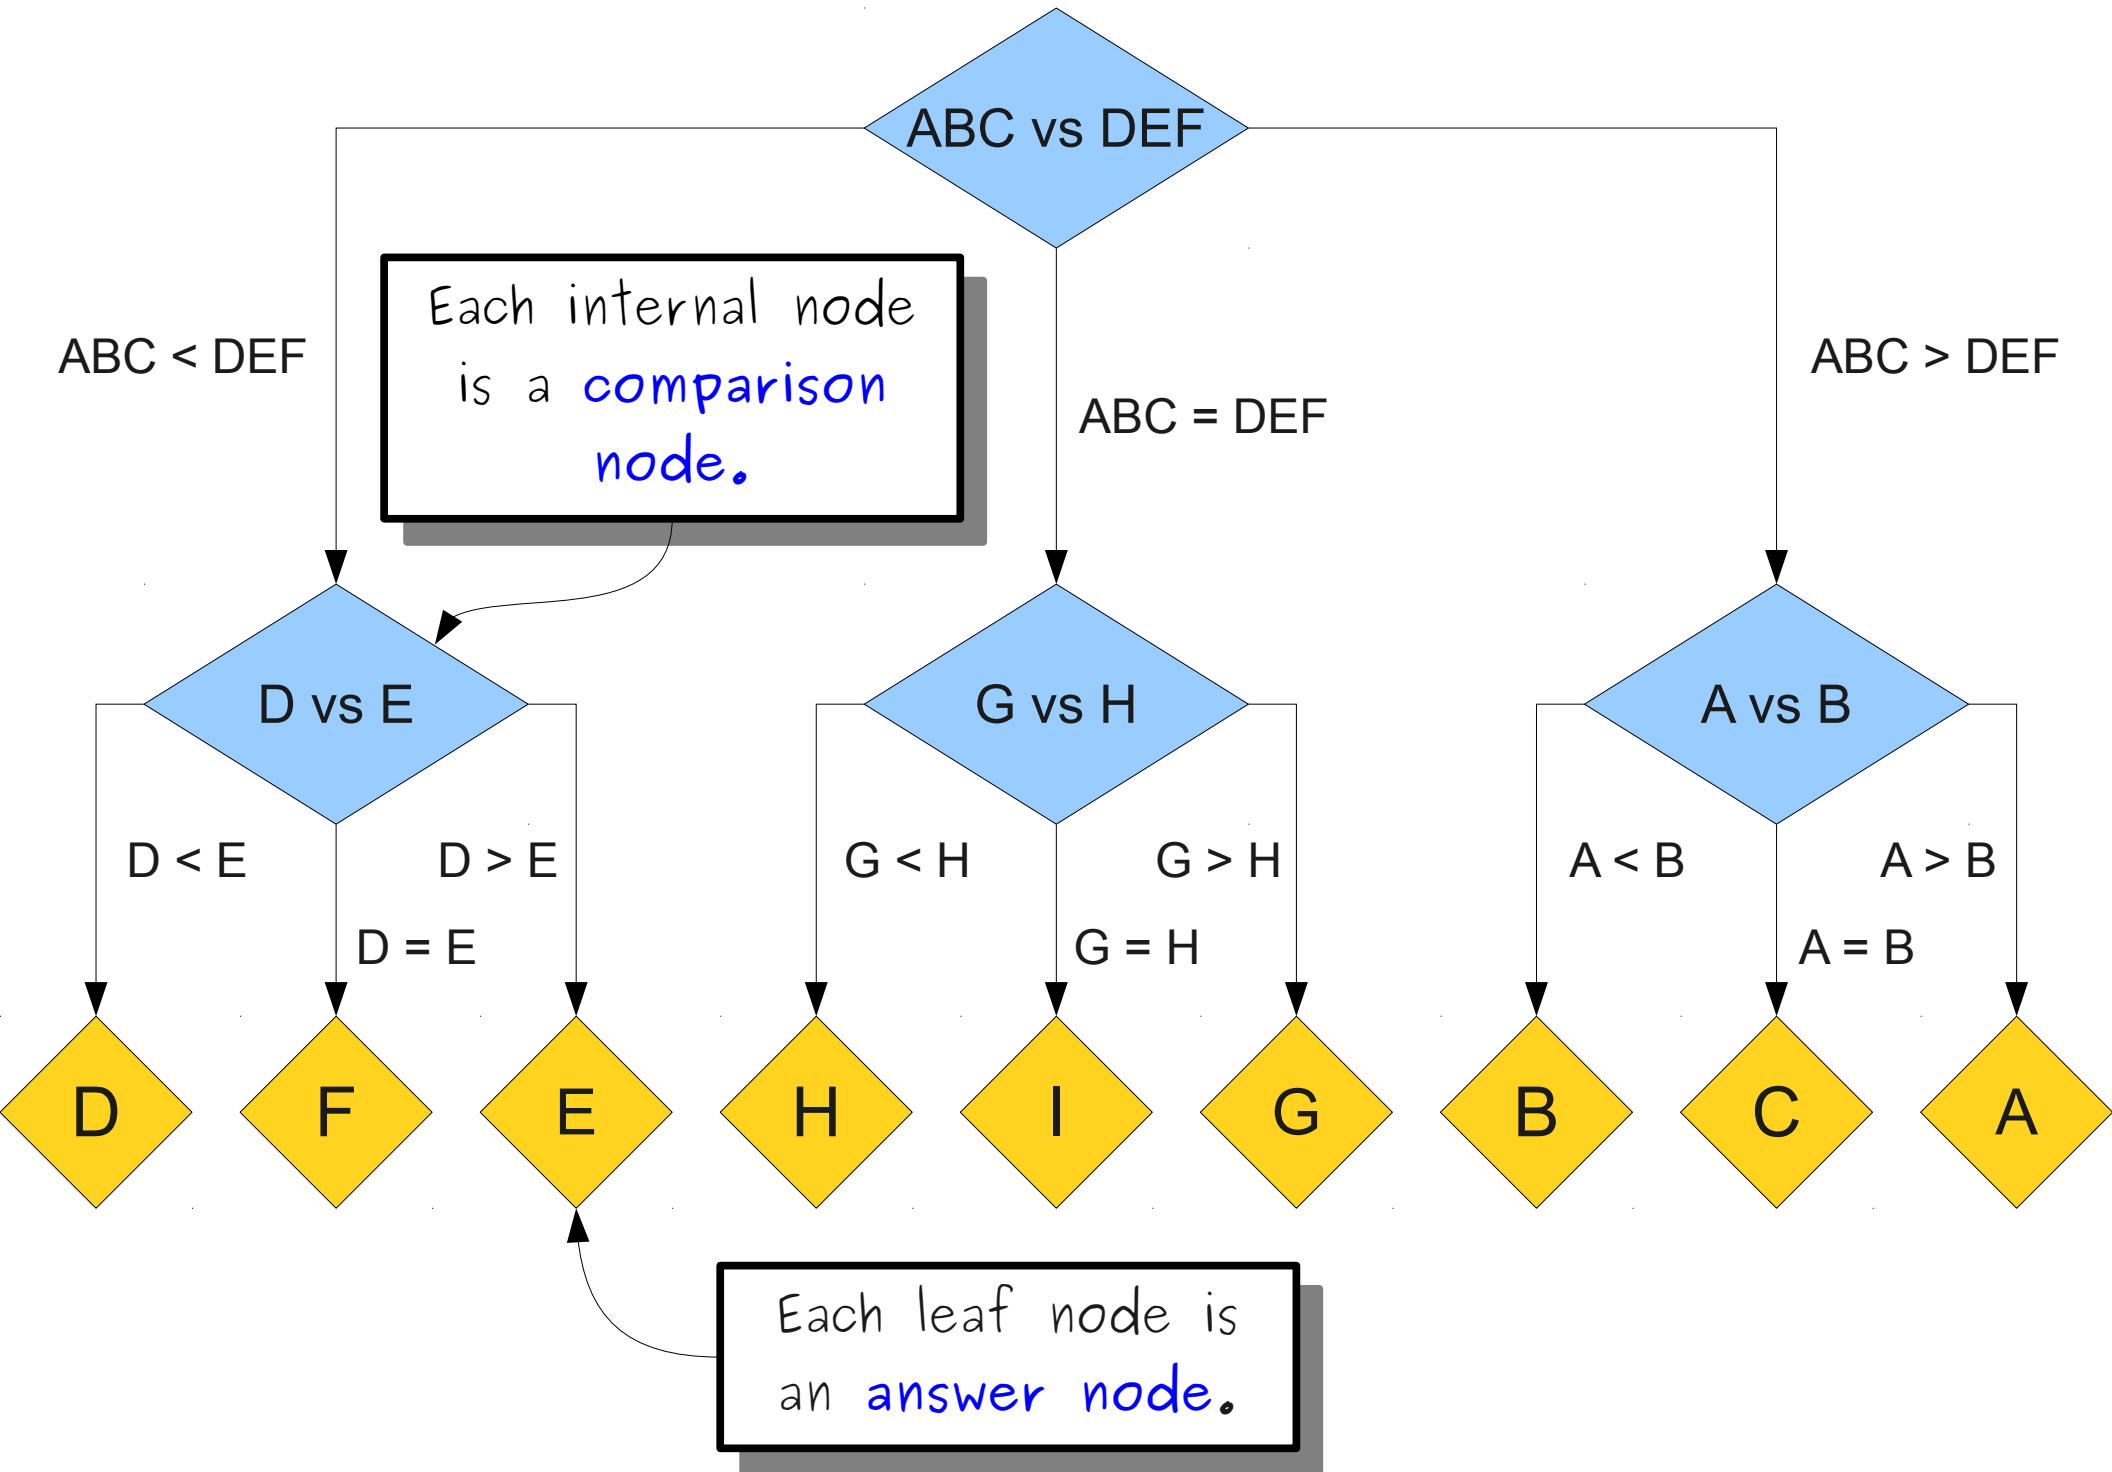 ABC vs DEF
Each internal node
is a comparison
node.
ABC < DEF
ABC = DEF
ABC > DEF
D vs E
G vs H
A vs B
D < E
D = E
D > E
G < H
G = H
G > H
A < B
A = B
A > B
D
F
E
H
I
G
B
C
A
Each leaf node is
an answer node.